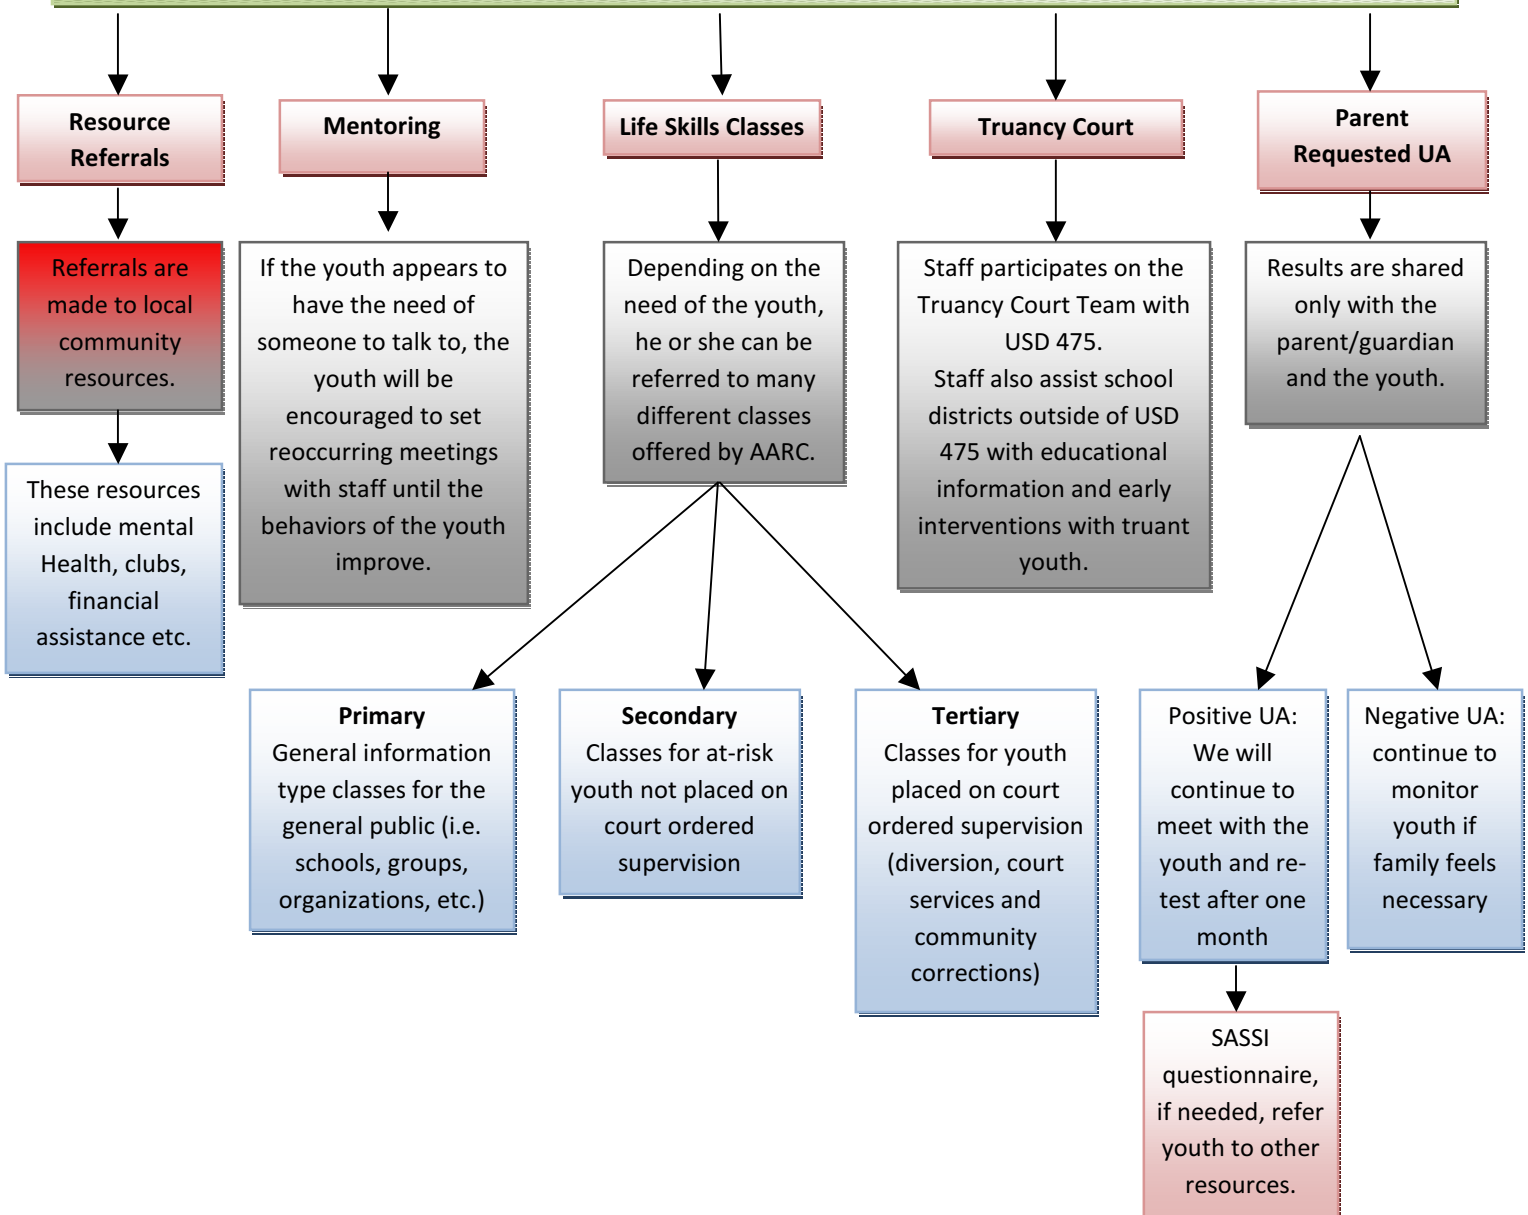 Resource
Referrals
Mentoring
Life Skills Classes
Truancy Court
Parent
Requested UA
Referrals are
made to local
community
resources.
If the youth appears to
have the need of
someone to talk to, the
youth will be
encouraged to set
reoccurring meetings
with staff until the
behaviors of the youth
improve.
Depending on the
need of the youth,
he or she can be
referred to many
different classes
offered by AARC.
Staff participates on the
Truancy Court Team with
USD 475.
Staff also assist school
districts outside of USD
475 with educational
information and early
interventions with truant
youth.
Results are shared
only with the
parent/guardian
and the youth.
These resources
include mental
Health, clubs,
financial
assistance etc.
Primary
General information
type classes for the
general public (i.e.
schools, groups,
organizations, etc.)
Secondary
Classes for at-risk
youth not placed on
court ordered
supervision
Tertiary
Classes for youth
placed on court
ordered supervision
(diversion, court
services and
community
corrections)
Positive UA:
We will
continue to
meet with the
youth and re-
test after one
month
Negative UA:
continue to
monitor
youth if
family feels
necessary
SASSI
questionnaire,
if needed, refer
youth to other
resources.